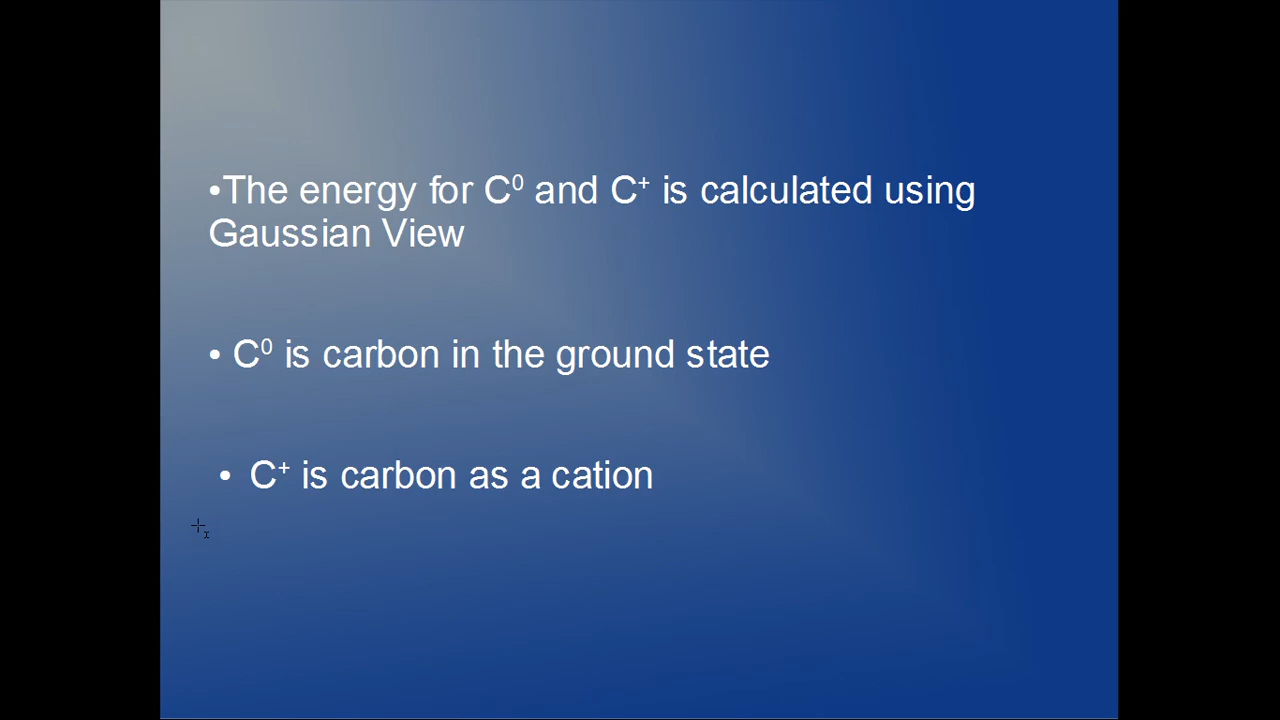 •The energy for C⁰ and C⁺ is calculated using
Gaussian View
• C⁰ is carbon in the ground state
• C⁺ is carbon as a cation